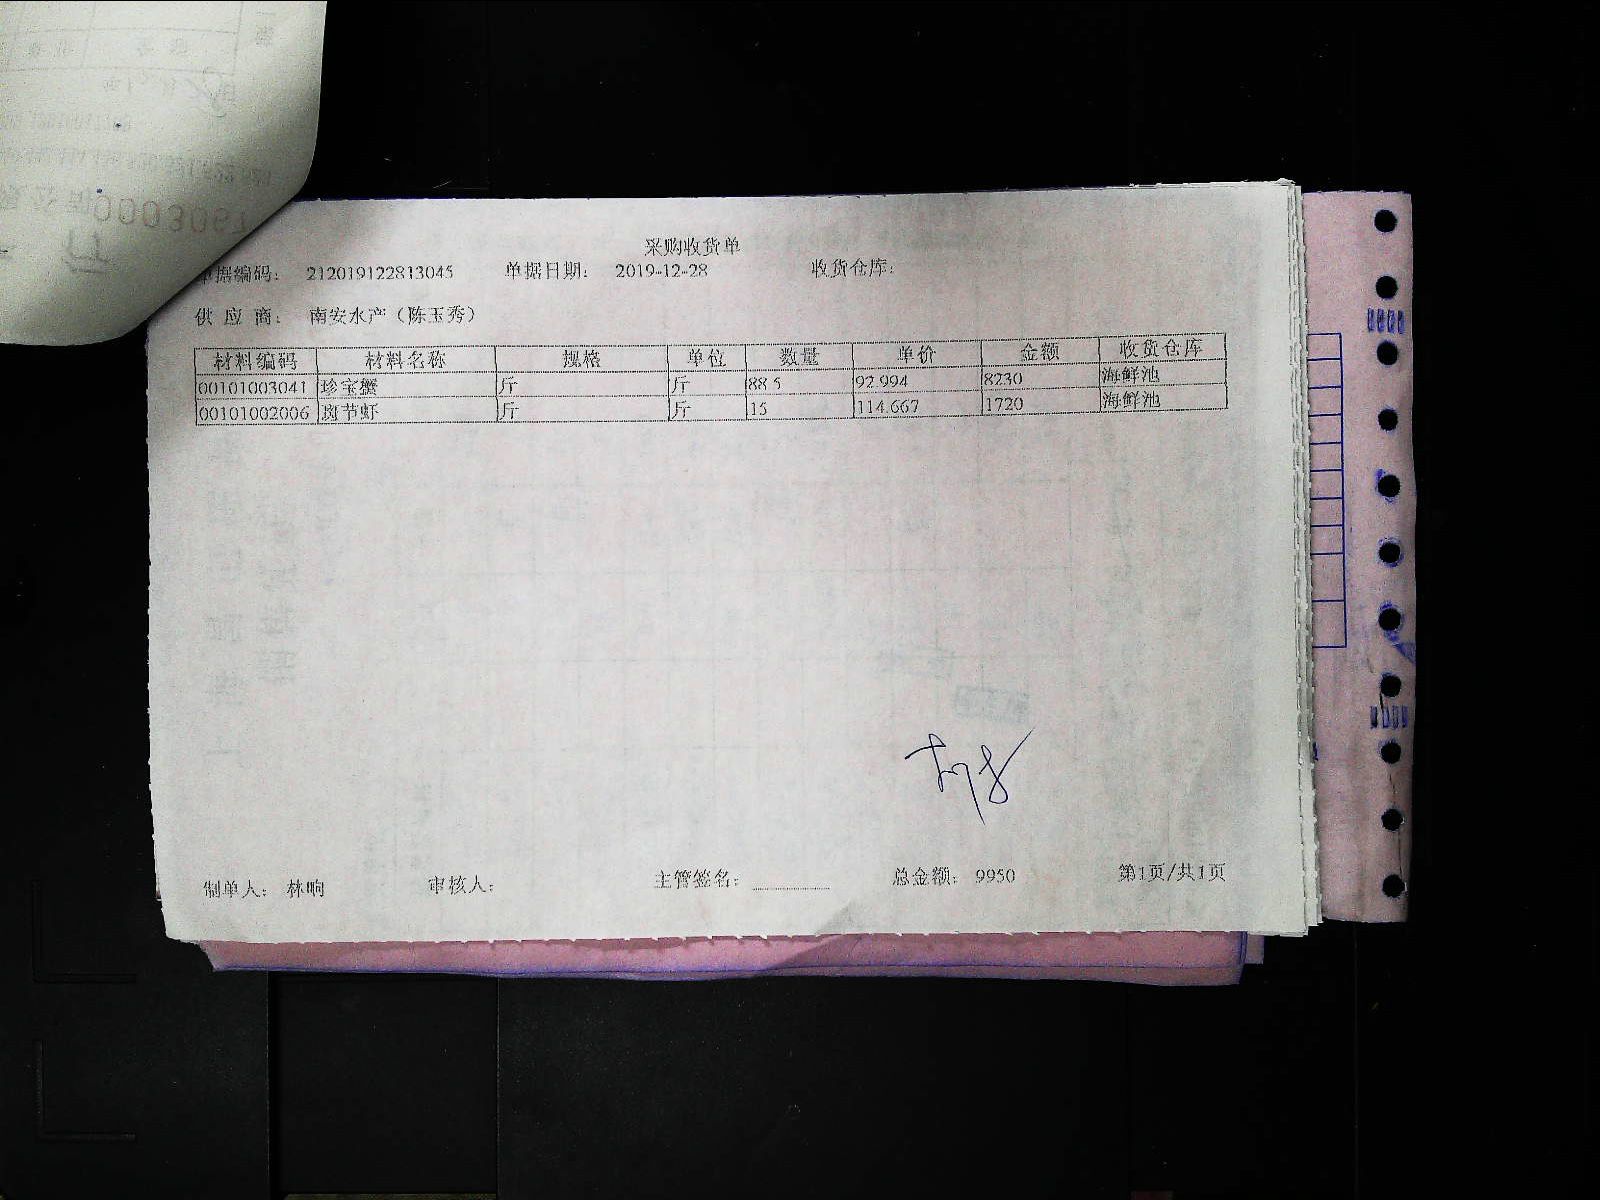 采购收货单
单据编码： 212019122813045 单据日期： 2019-12-28 收货仓库：
供 应 商： 南安水产（陈玉秀）
材料编码 材料名称 规格 单位 数量 单价 金额 收货仓库
00101003041 珍宝蟹 斤 斤 88.5 92.994 8230 海鲜池
00101002006 斑节虾 斤 斤 15 114.667 1720 海鲜池
制单人： 林晌 审核人： 主管签名： 总金额： 9950 第1页/共1页